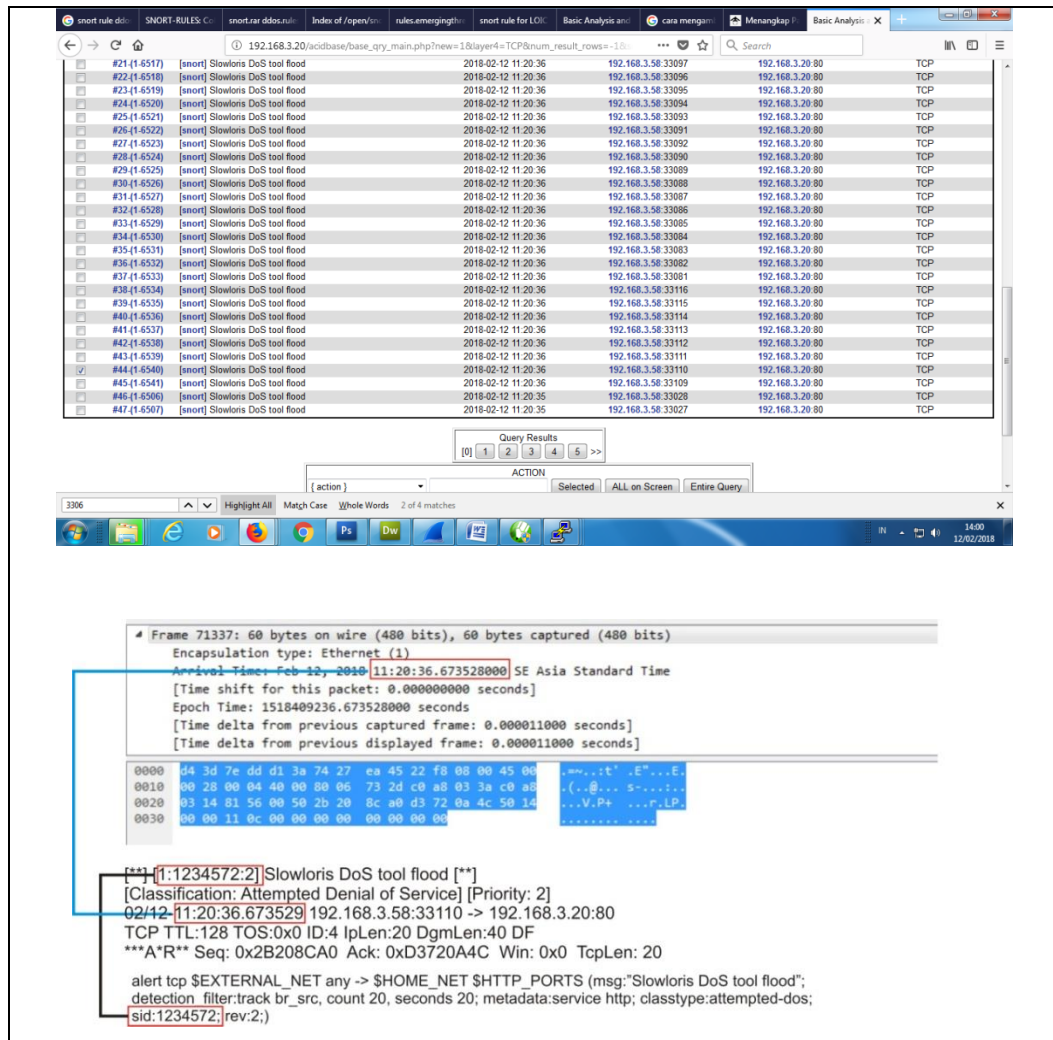 snort rule ddo
SNORT-RULES: Co
snort.rar ddos.rule
Index of /open/sno
rules.emergingthre
snort rule for LOIC
Basic Analysis and
cara mengam
Menangkap P
Basic Analysis
192.168.3.20/acidbase/base_qry_main.php?new=1&layer4=TCP&num_result_rows=-1&s
Search
#21-(1-6517) [snort] Slowloris DoS tool flood 2018-02-12 11:20:36 192.168.3.58:33097 192.168.3.20:80 TCP
#22-(1-6518) [snort] Slowloris DoS tool flood 2018-02-12 11:20:36 192.168.3.58:33096 192.168.3.20:80 TCP
#23-(1-6519) [snort] Slowloris DoS tool flood 2018-02-12 11:20:36 192.168.3.58:33095 192.168.3.20:80 TCP
#24-(1-6520) [snort] Slowloris DoS tool flood 2018-02-12 11:20:36 192.168.3.58:33094 192.168.3.20:80 TCP
#25-(1-6521) [snort] Slowloris DoS tool flood 2018-02-12 11:20:36 192.168.3.58:33093 192.168.3.20:80 TCP
#26-(1-6522) [snort] Slowloris DoS tool flood 2018-02-12 11:20:36 192.168.3.58:33091 192.168.3.20:80 TCP
#27-(1-6523) [snort] Slowloris DoS tool flood 2018-02-12 11:20:36 192.168.3.58:33092 192.168.3.20:80 TCP
#28-(1-6524) [snort] Slowloris DoS tool flood 2018-02-12 11:20:36 192.168.3.58:33090 192.168.3.20:80 TCP
#29-(1-6525) [snort] Slowloris DoS tool flood 2018-02-12 11:20:36 192.168.3.58:33089 192.168.3.20:80 TCP
#30-(1-6526) [snort] Slowloris DoS tool flood 2018-02-12 11:20:36 192.168.3.58:33088 192.168.3.20:80 TCP
#31-(1-6527) [snort] Slowloris DoS tool flood 2018-02-12 11:20:36 192.168.3.58:33087 192.168.3.20:80 TCP
#32-(1-6528) [snort] Slowloris DoS tool flood 2018-02-12 11:20:36 192.168.3.58:33086 192.168.3.20:80 TCP
#33-(1-6529) [snort] Slowloris DoS tool flood 2018-02-12 11:20:36 192.168.3.58:33085 192.168.3.20:80 TCP
#34-(1-6530) [snort] Slowloris DoS tool flood 2018-02-12 11:20:36 192.168.3.58:33084 192.168.3.20:80 TCP
#35-(1-6531) [snort] Slowloris DoS tool flood 2018-02-12 11:20:36 192.168.3.58:33083 192.168.3.20:80 TCP
#36-(1-6532) [snort] Slowloris DoS tool flood 2018-02-12 11:20:36 192.168.3.58:33082 192.168.3.20:80 TCP
#37-(1-6533) [snort] Slowloris DoS tool flood 2018-02-12 11:20:36 192.168.3.58:33081 192.168.3.20:80 TCP
#38-(1-6534) [snort] Slowloris DoS tool flood 2018-02-12 11:20:36 192.168.3.58:33116 192.168.3.20:80 TCP
#39-(1-6535) [snort] Slowloris DoS tool flood 2018-02-12 11:20:36 192.168.3.58:33115 192.168.3.20:80 TCP
#40-(1-6536) [snort] Slowloris DoS tool flood 2018-02-12 11:20:36 192.168.3.58:33114 192.168.3.20:80 TCP
#41-(1-6537) [snort] Slowloris DoS tool flood 2018-02-12 11:20:36 192.168.3.58:33113 192.168.3.20:80 TCP
#42-(1-6538) [snort] Slowloris DoS tool flood 2018-02-12 11:20:36 192.168.3.58:33112 192.168.3.20:80 TCP
#43-(1-6539) [snort] Slowloris DoS tool flood 2018-02-12 11:20:36 192.168.3.58:33111 192.168.3.20:80 TCP
#44-(1-6540) [snort] Slowloris DoS tool flood 2018-02-12 11:20:36 192.168.3.58:33110 192.168.3.20:80 TCP
#45-(1-6541) [snort] Slowloris DoS tool flood 2018-02-12 11:20:36 192.168.3.58:33109 192.168.3.20:80 TCP
#46-(1-6506) [snort] Slowloris DoS tool flood 2018-02-12 11:20:35 192.168.3.58:33028 192.168.3.20:80 TCP
#47-(1-6507) [snort] Slowloris DoS tool flood 2018-02-12 11:20:35 192.168.3.58:33027 192.168.3.20:80 TCP
Query Results
[0] 1 2 3 4 5 >>
ACTION
{ action } Selected ALL on Screen Entire Query
3306 Highlight All Match Case Whole Words 2 of 4 matches
Ps Dw IN 14:00
12/02/2018
Frame 71337: 60 bytes on wire (480 bits), 60 bytes captured (480 bits)
Encapsulation type: Ethernet (1)
Arrival Time: Feb 12, 2018 11:20:36.673528000 SE Asia Standard Time
[Time shift for this packet: 0.000000000 seconds]
Epoch Time: 1518409236.673528000 seconds
[Time delta from previous captured frame: 0.000011000 seconds]
[Time delta from previous displayed frame: 0.000011000 seconds]
0000 d4 3d 7e dd d1 3a 74 27 ea 45 22 f8 08 00 45 00 .=~..:t' .E"...E.
0010 00 28 00 04 40 00 80 06 73 2d c0 a8 03 3a c0 a8 .(..@... s-...:..
0020 03 14 81 56 00 50 2b 20 8c a0 d3 72 0a 4c 50 14 ...V.P+ ...r.LP.
0030 00 00 11 0c 00 00 00 00 00 00 00 00 ........ ....
[**] [1:1234572:2] Slowloris DoS tool flood [**]
[Classification: Attempted Denial of Service] [Priority: 2]
02/12-11:20:36.673529 192.168.3.58:33110 -> 192.168.3.20:80
TCP TTL:128 TOS:0x0 ID:4 IpLen:20 DgmLen:40 DF
***A*R** Seq: 0x2B208CA0 Ack: 0xD3720A4C Win: 0x0 TcpLen: 20
alert tcp $EXTERNAL_NET any -> $HOME_NET $HTTP_PORTS (msg:"Slowloris DoS tool flood";
detection_filter:track br_src, count 20, seconds 20; metadata:service http; classtype:attempted-dos;
sid:1234572; rev:2;)